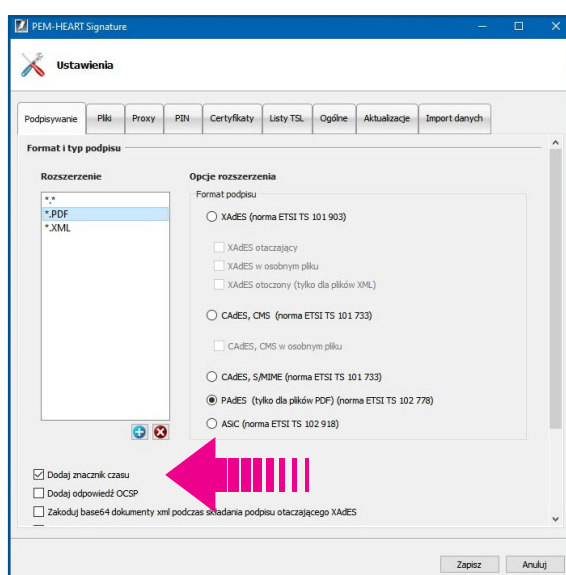 PEM-HEART Signature
Ustawienia
Podpisywanie Pliki Proxy PIN Certyfikaty Listy TSL Ogólne Aktualizacje Import danych
Format i typ podpisu
Rozszerzenie
*.*
*.PDF
*.XML
Opcje rozszerzenia
Format podpisu
XAdES (norma ETSI TS 101 903)
XAdES otaczający
XAdES w osobnym pliku
XAdES otoczony (tylko dla plików XML)
CAdES, CMS (norma ETSI TS 101 733)
CAdES, CMS w osobnym pliku
CAdES, S/MIME (norma ETSI TS 101 733)
PAdES (tylko dla plików PDF) (norma ETSI TS 102 778)
ASiC (norma ETSI TS 102 918)
Dodaj znacznik czasu
Dodaj odpowiedź OCSP
Zakoduj base64 dokumenty xml podczas składania podpisu otaczającego XAdES
Zapisz Anuluj